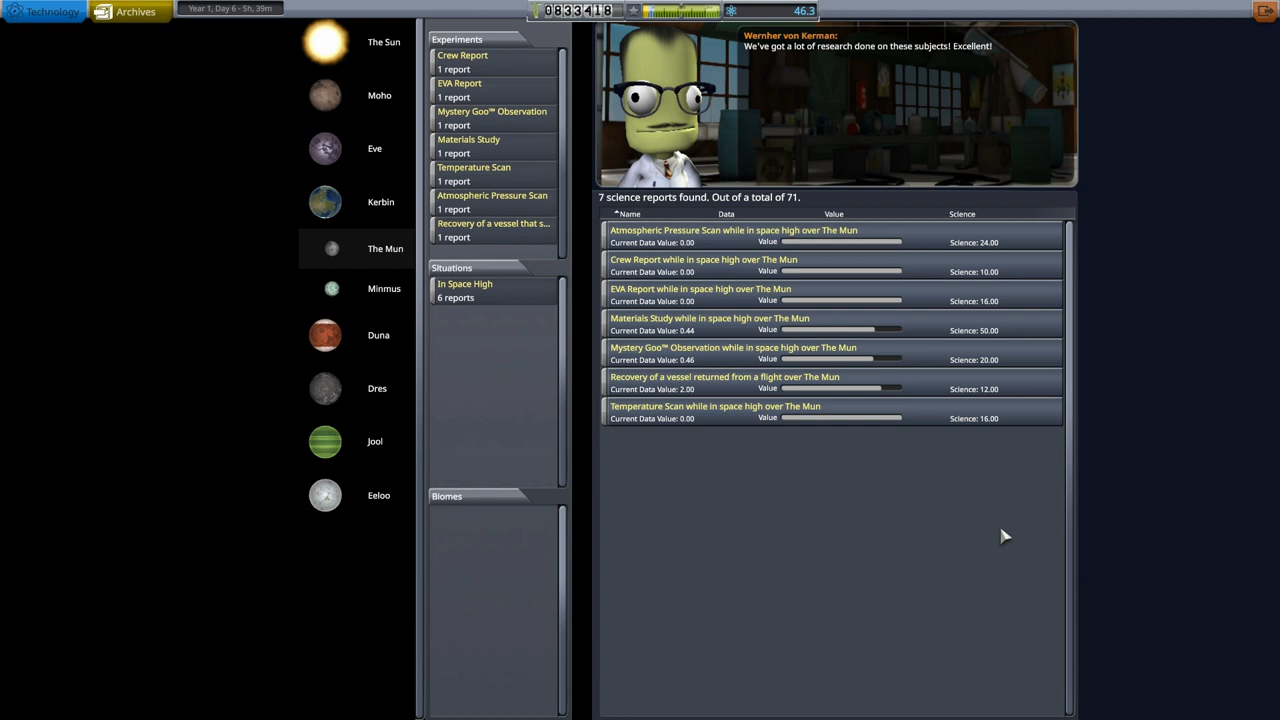 Technology
Archives
Year 1, Day 6 - 5h, 39m
0833418
46.3
The Sun
Moho
Eve
Kerbin
The Mun
Minmus
Duna
Dres
Jool
Eeloo
Experiments
Crew Report
1 report
EVA Report
1 report
Mystery Goo™ Observation
1 report
Materials Study
1 report
Temperature Scan
1 report
Atmospheric Pressure Scan
1 report
Recovery of a vessel that s...
1 report
Situations
In Space High
6 reports
Biomes
Wernher von Kerman:
We've got a lot of research done on these subjects! Excellent!
7 science reports found. Out of a total of 71.
Name Data Value Science
Atmospheric Pressure Scan while in space high over The Mun
Current Data Value: 0.00 Value Science: 24.00
Crew Report while in space high over The Mun
Current Data Value: 0.00 Value Science: 10.00
EVA Report while in space high over The Mun
Current Data Value: 0.00 Value Science: 16.00
Materials Study while in space high over The Mun
Current Data Value: 0.44 Value Science: 50.00
Mystery Goo™ Observation while in space high over The Mun
Current Data Value: 0.46 Value Science: 20.00
Recovery of a vessel returned from a flight over The Mun
Current Data Value: 2.00 Value Science: 12.00
Temperature Scan while in space high over The Mun
Current Data Value: 0.00 Value Science: 16.00